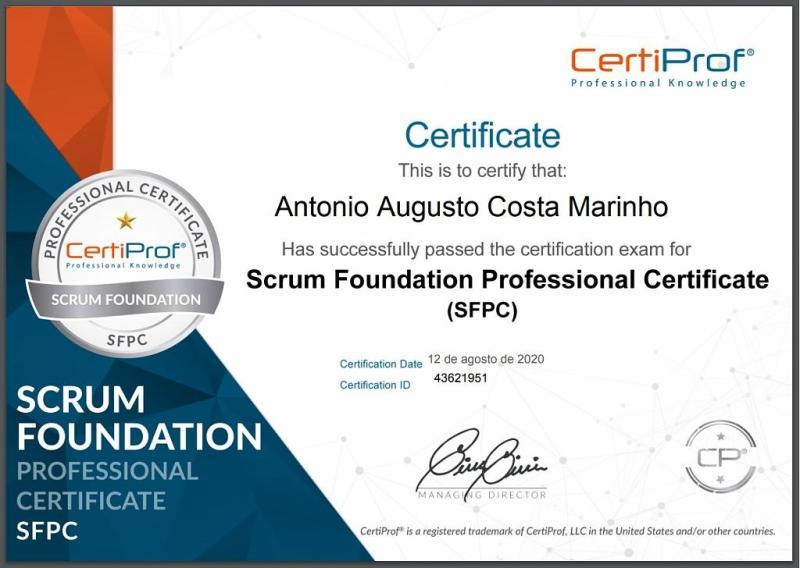 CertiProf®
Professional Knowledge
Certificate
This is to certify that:
Antonio Augusto Costa Marinho
Has successfully passed the certification exam for
Scrum Foundation Professional Certificate
(SFPC)
Certification Date 12 de agosto de 2020
Certification ID 43621951
MANAGING DIRECTOR
CP®
CertiProf® is a registered trademark of CertiProf, LLC in the United States and/or other countries.
PROFESSIONAL CERTIFICATE
CertiProf®
Professional Knowledge
SCRUM FOUNDATION
SFPC
SCRUM
FOUNDATION
PROFESSIONAL
CERTIFICATE
SFPC